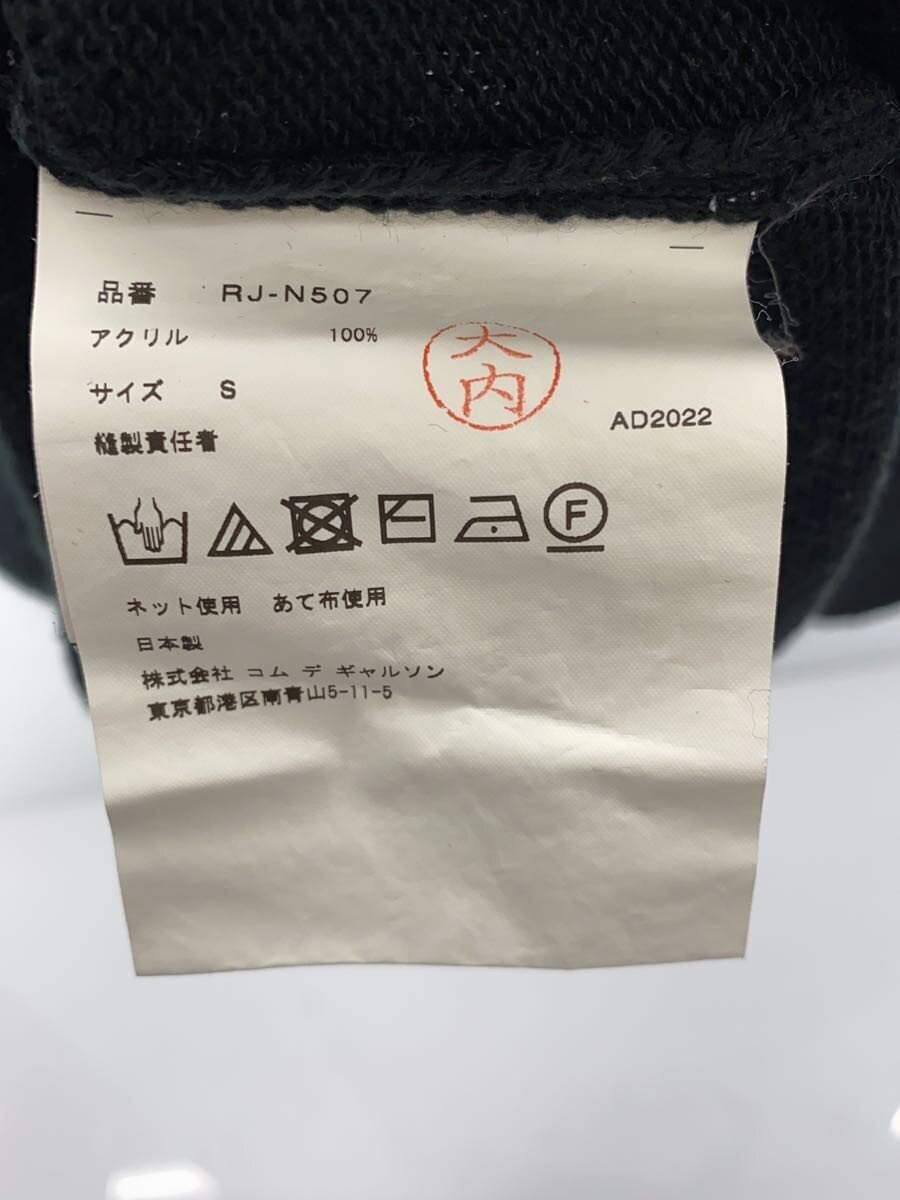 品番 RJ-N507
アクリル 100%
サイズ S
大内
AD2022
縫製責任者
F
ネット使用 あて布使用
日本製
株式会社 コム デ ギャルソン
東京都港区南青山5-11-5